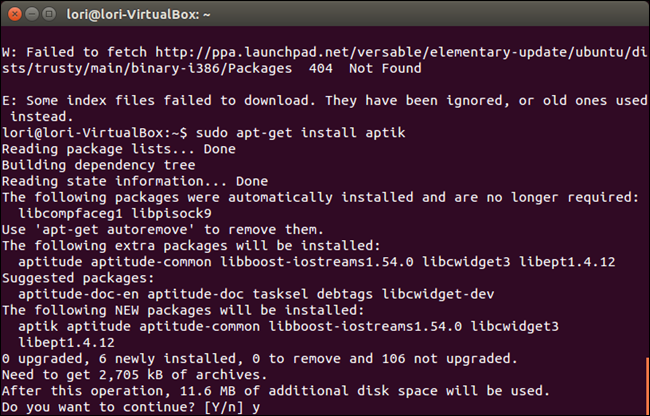 lori@lori-VirtualBox: ~
W: Failed to fetch http://ppa.launchpad.net/versable/elementary-update/ubuntu/di
sts/trusty/main/binary-i386/Packages  404  Not Found
E: Some index files failed to download. They have been ignored, or old ones used
 instead.
lori@lori-VirtualBox:~$ sudo apt-get install aptik
Reading package lists... Done
Building dependency tree
Reading state information... Done
The following packages were automatically installed and are no longer required:
  libcompfaceg1 libpisock9
Use 'apt-get autoremove' to remove them.
The following extra packages will be installed:
  aptitude aptitude-common libboost-iostreams1.54.0 libcwidget3 libept1.4.12
Suggested packages:
  aptitude-doc-en aptitude-doc tasksel debtags libcwidget-dev
The following NEW packages will be installed:
  aptik aptitude aptitude-common libboost-iostreams1.54.0 libcwidget3
  libept1.4.12
0 upgraded, 6 newly installed, 0 to remove and 106 not upgraded.
Need to get 2,705 kB of archives.
After this operation, 11.6 MB of additional disk space will be used.
Do you want to continue? [Y/n] y